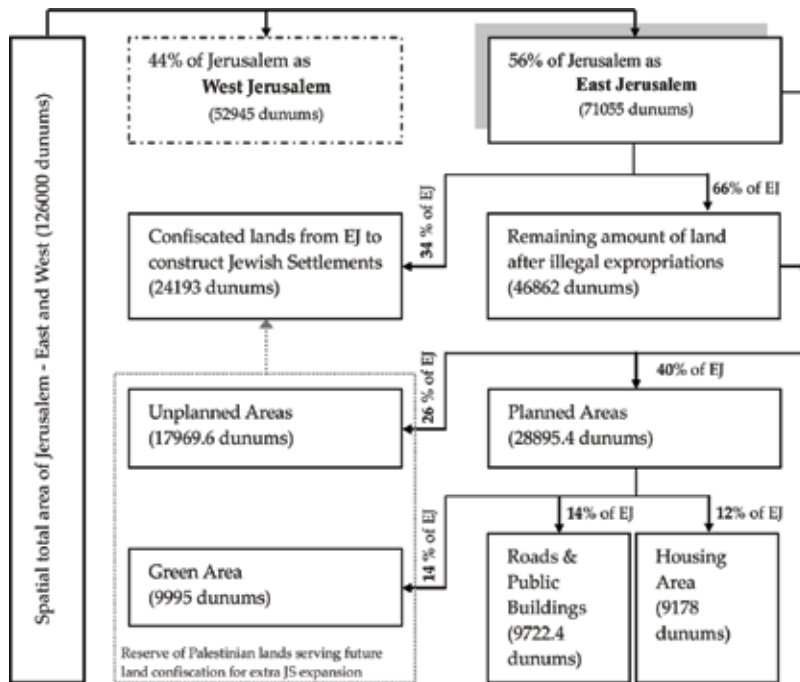 Spatial total area of Jerusalem - East and West (126000 dunums)
44% of Jerusalem as
West Jerusalem
(52945 dunums)
56% of Jerusalem as
East Jerusalem
(71055 dunums)
34 % of EJ
66% of EJ
Confiscated lands from EJ to
construct Jewish Settlements
(24193 dunums)
Remaining amount of land
after illegal expropriations
(46862 dunums)
26 % of EJ
40% of EJ
Unplanned Areas
(17969.6 dunums)
Planned Areas
(28895.4 dunums)
14 % of EJ
14% of EJ
12% of EJ
Green Area
(9995 dunums)
Roads &
Public
Buildings
(9722.4
dunums)
Housing
Area
(9178
dunums)
Reserve of Palestinian lands serving future
land confiscation for extra JS expansion